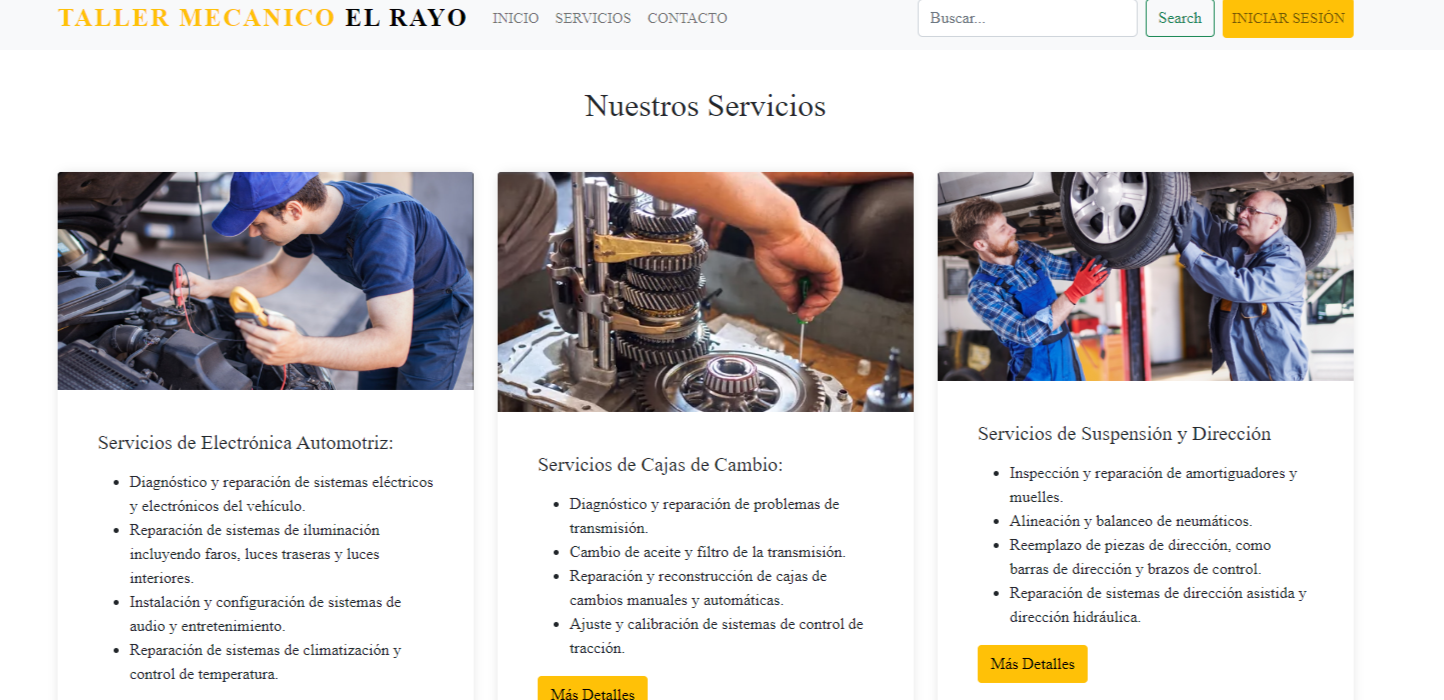 TALLER MECANICO EL RAYO INICIO SERVICIOS CONTACTO Buscar... Search INICIAR SESIÓN
Nuestros Servicios
Servicios de Electrónica Automotriz:
Diagnóstico y reparación de sistemas eléctricos
y electrónicos del vehículo.
Reparación de sistemas de iluminación
incluyendo faros, luces traseras y luces
interiores.
Instalación y configuración de sistemas de
audio y entretenimiento.
Reparación de sistemas de climatización y
control de temperatura.
Servicios de Cajas de Cambio:
Diagnóstico y reparación de problemas de
transmisión.
Cambio de aceite y filtro de la transmisión.
Reparación y reconstrucción de cajas de
cambios manuales y automáticas.
Ajuste y calibración de sistemas de control de
tracción.
Más Detalles
Servicios de Suspensión y Dirección
Inspección y reparación de amortiguadores y
muelles.
Alineación y balanceo de neumáticos.
Reemplazo de piezas de dirección, como
barras de dirección y brazos de control.
Reparación de sistemas de dirección asistida y
dirección hidráulica.
Más Detalles